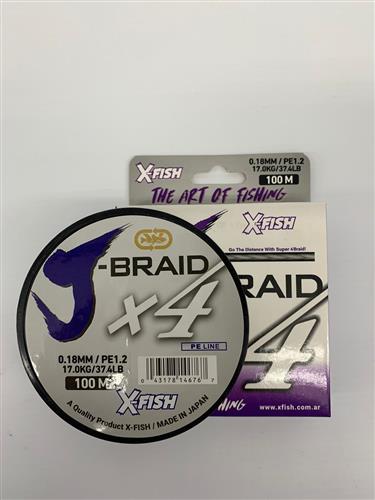 X-FISH
0.18MM / PE1.2
17.0KG/37.4LB
100 M
THE ART OF FISHING
X-FISH
Go The Distance With Super 4Braid!
BRAID
4
www.xfish.com.ar
J-BRAID
x4
PE LINE
0.18MM / PE1.2
17.0KG/37.4LB
100 M
0 43178 14676 7
X-FISH
A Quality Product X-FISH / MADE IN JAPAN